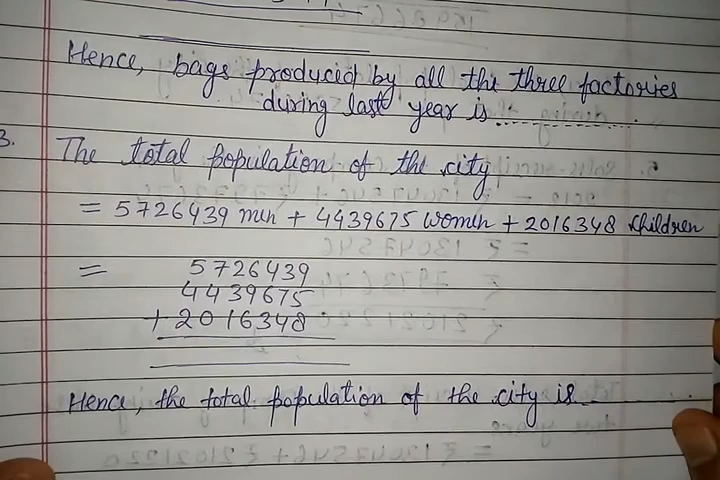 Hence, bags produced by all the three factories
during last year is ..............
3. The total population of the city
= 5726439 men + 4439675 women + 2016348 children
= 5726439
4439675
+ 2016348
Hence, the total population of the city is ........